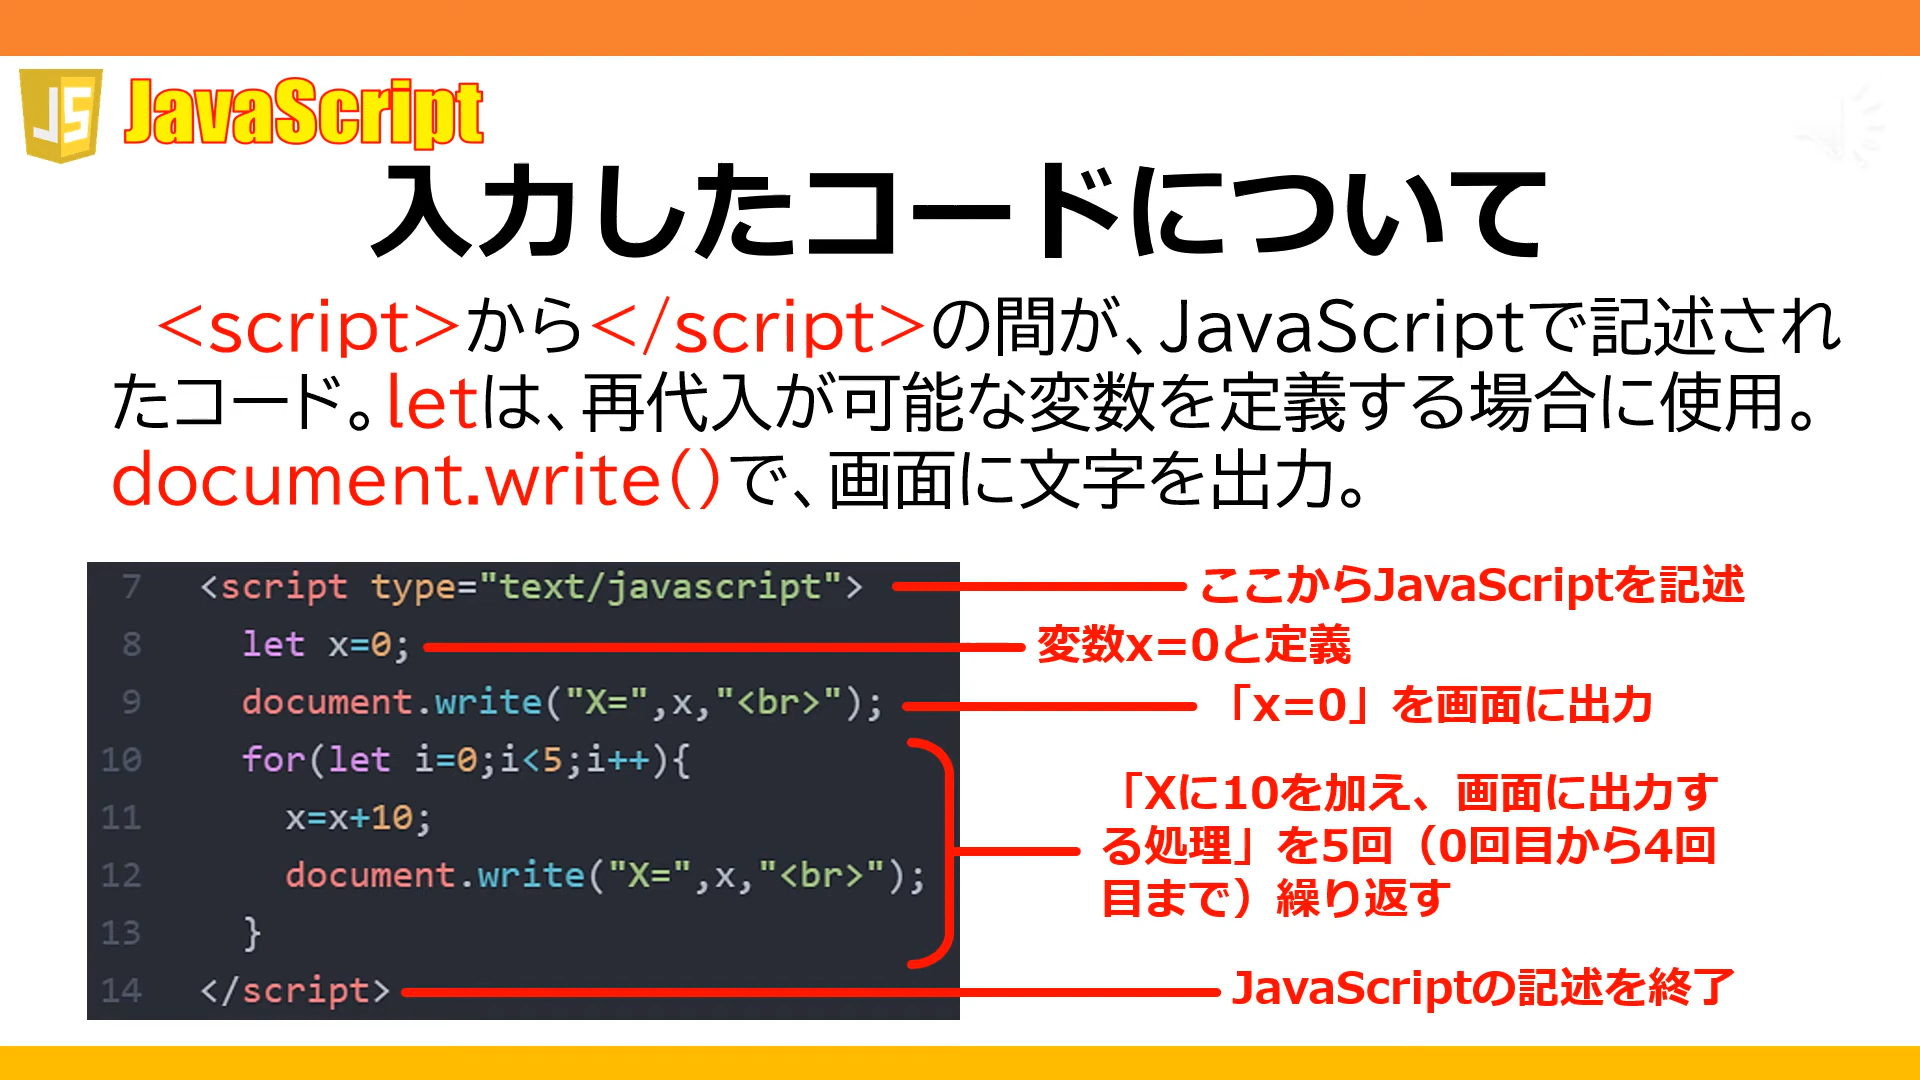 JS JavaScript
入力したコードについて
<script>から</script>の間が、JavaScriptで記述され
たコード。letは、再代入が可能な変数を定義する場合に使用。
document.write()で、画面に文字を出力。
7 <script type="text/javascript"> ここからJavaScriptを記述
8 let x=0; 変数x=0と定義
9 document.write("X=",x,"<br>"); 「x=0」を画面に出力
10 for(let i=0;i<5;i++){
11 x=x+10;
12 document.write("X=",x,"<br>");
13 }
「Xに10を加え、画面に出力す
る処理」を5回（0回目から4回
目まで）繰り返す
14 </script> JavaScriptの記述を終了